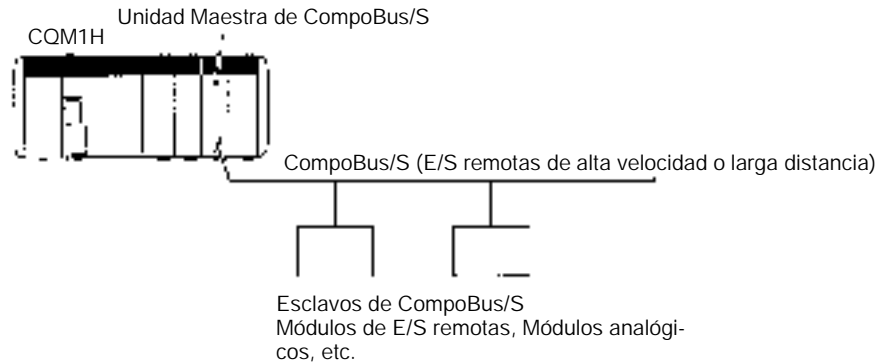 Unidad Maestra de CompoBus/S
CQM1H
CompoBus/S (E/S remotas de alta velocidad o larga distancia)
Esclavos de CompoBus/S
Módulos de E/S remotas, Módulos analógi-
cos, etc.